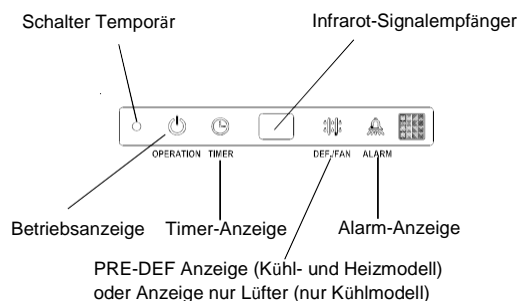 Schalter Temporär
Infrarot-Signalempfänger
OPERATION TIMER DEF./FAN ALARM
Betriebsanzeige Timer-Anzeige Alarm-Anzeige
PRE-DEF Anzeige (Kühl- und Heizmodell)
oder Anzeige nur Lüfter (nur Kühlmodell)